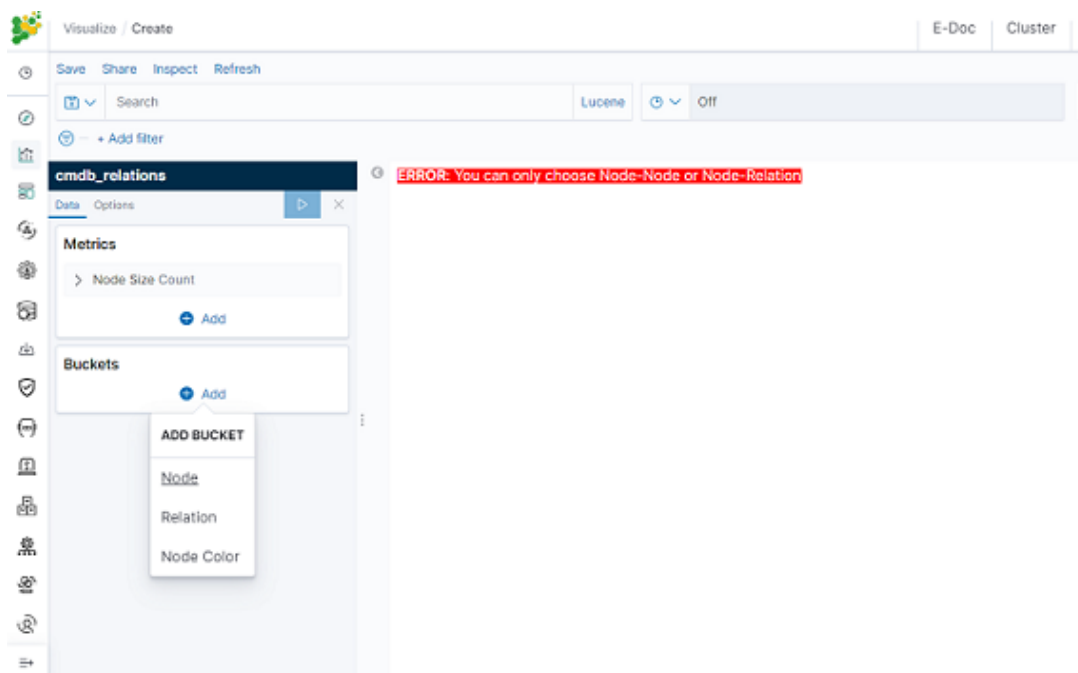 Visualize / Create
E-Doc
Cluster
Save Share Inspect Refresh
Search
Lucene
Off
+ Add filter
cmdb_relations
Data Options
ERROR: You can only choose Node-Node or Node-Relation
Metrics
Node Size Count
Add
Buckets
Add
ADD BUCKET
Node
Relation
Node Color